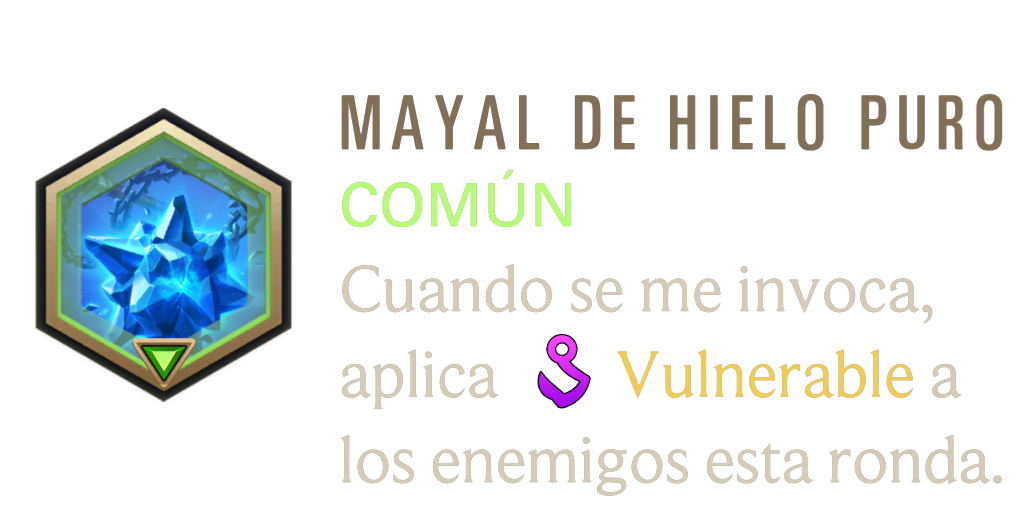 MAYAL DE HIELO PURO
COMÚN
Cuando se me invoca,
aplica Vulnerable a
los enemigos esta ronda.